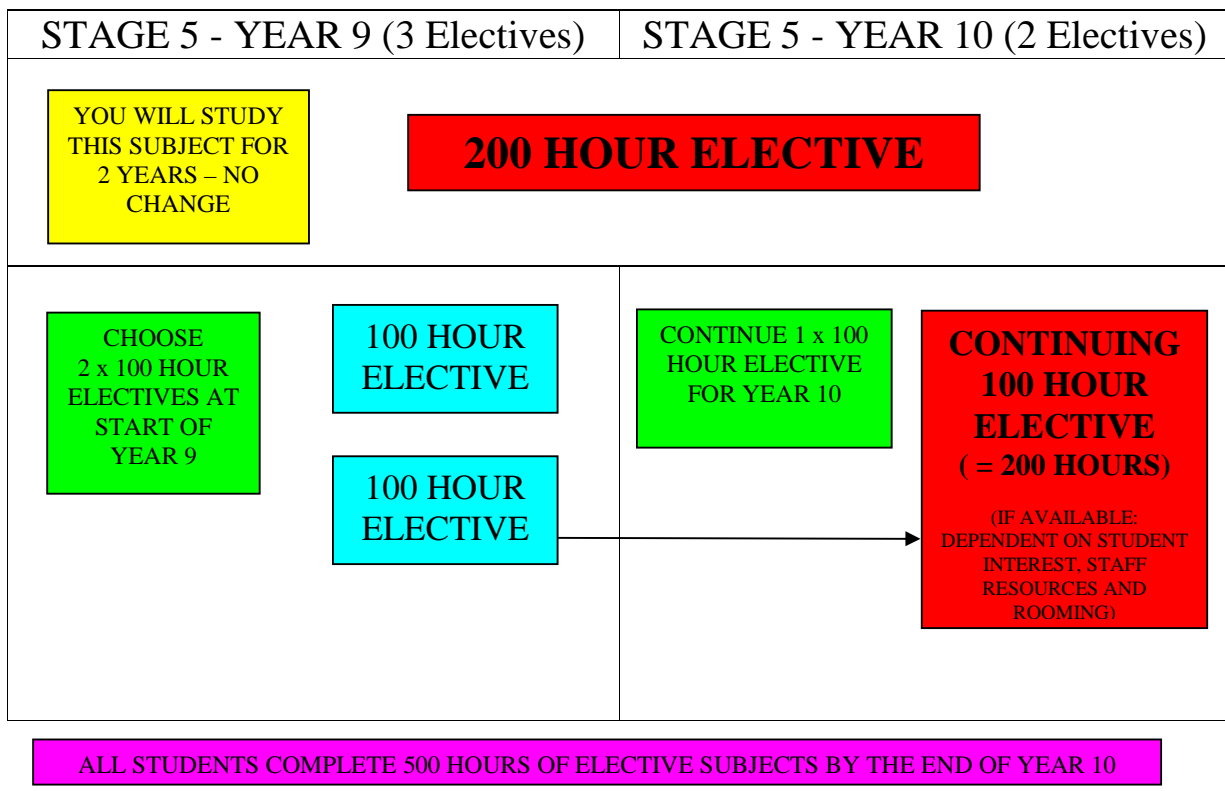 STAGE 5 - YEAR 9 (3 Electives)
STAGE 5 - YEAR 10 (2 Electives)
YOU WILL STUDY
THIS SUBJECT FOR
2 YEARS – NO
CHANGE
200 HOUR ELECTIVE
CHOOSE
2 x 100 HOUR
ELECTIVES AT
START OF
YEAR 9
100 HOUR
ELECTIVE
100 HOUR
ELECTIVE
CONTINUE 1 x 100
HOUR ELECTIVE
FOR YEAR 10
CONTINUING
100 HOUR
ELECTIVE
( = 200 HOURS)
(IF AVAILABLE:
DEPENDENT ON STUDENT
INTEREST, STAFF
RESOURCES AND
ROOMING)
ALL STUDENTS COMPLETE 500 HOURS OF ELECTIVE SUBJECTS BY THE END OF YEAR 10